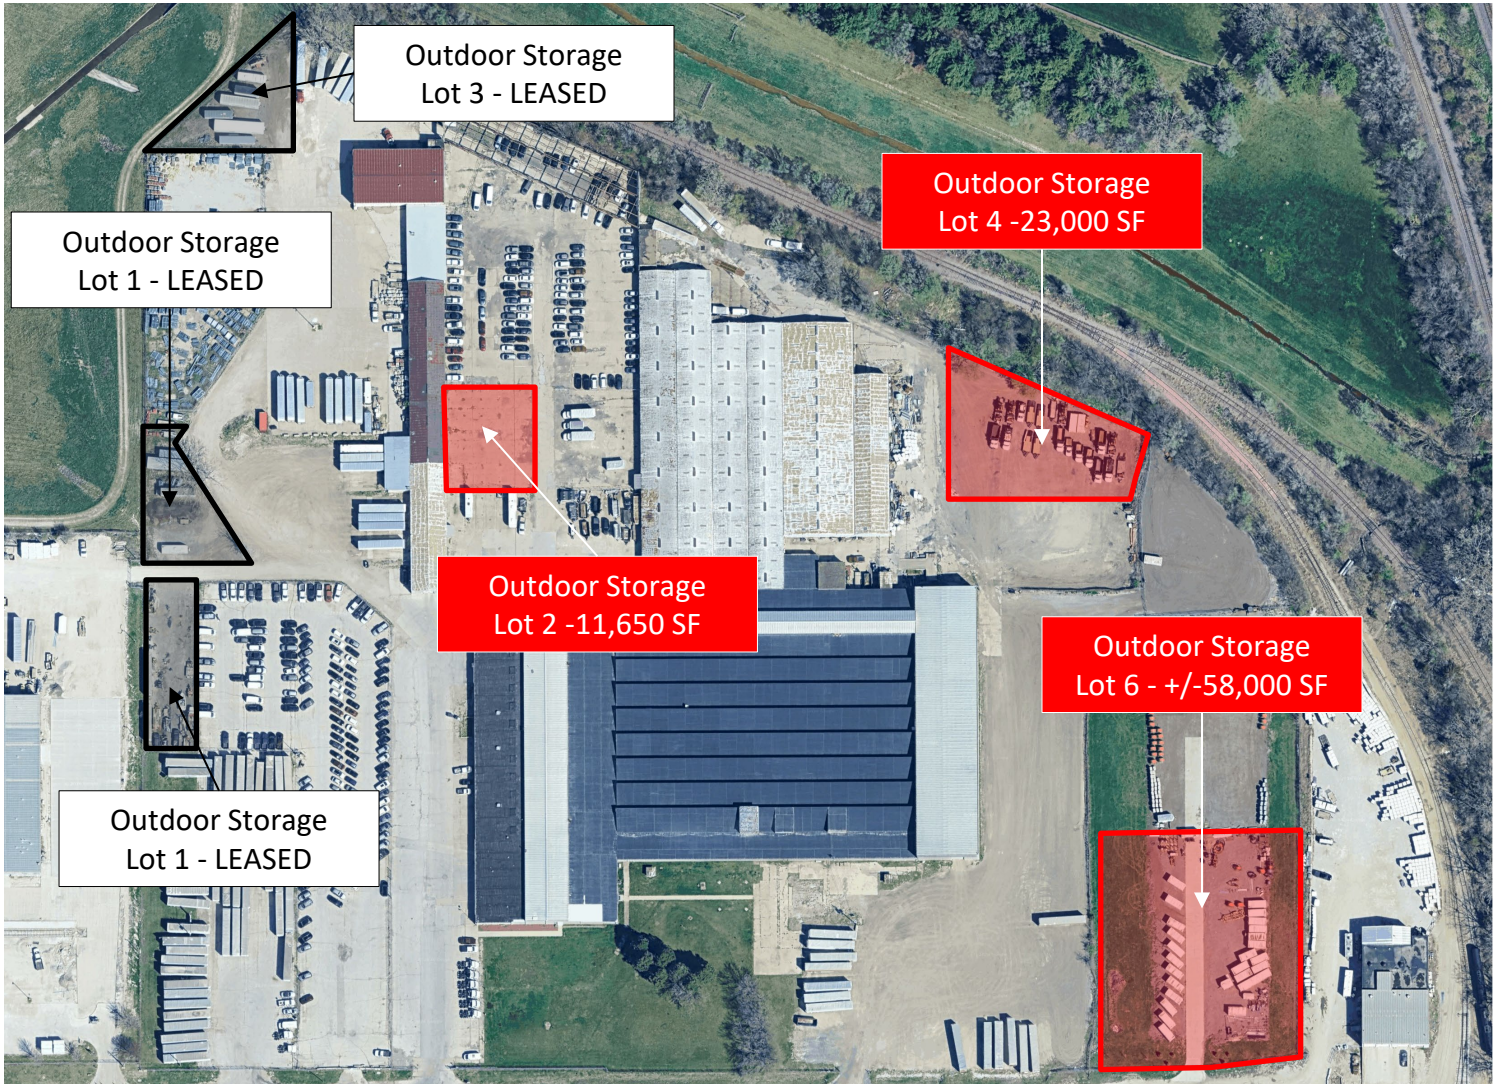 Outdoor Storage
Lot 3 - LEASED
Outdoor Storage
Lot 4 -23,000 SF
Outdoor Storage
Lot 1 - LEASED
Outdoor Storage
Lot 2 -11,650 SF
Outdoor Storage
Lot 6 - +/-58,000 SF
Outdoor Storage
Lot 1 - LEASED